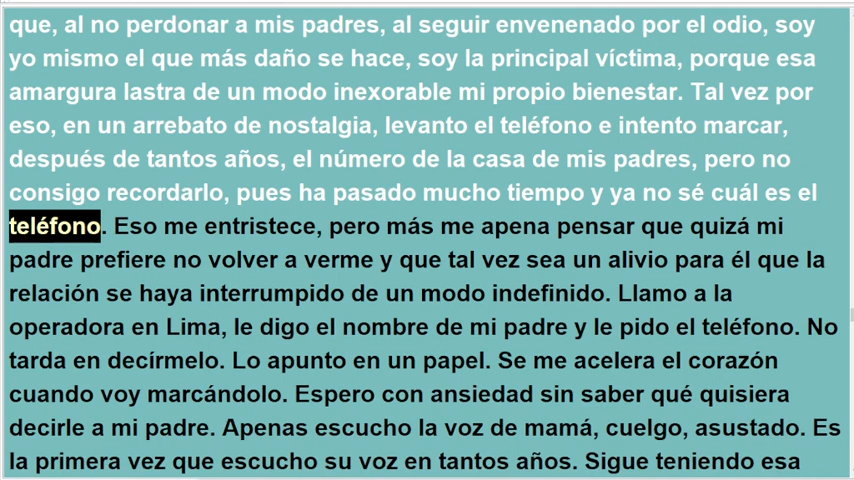 que, al no perdonar a mis padres, al seguir envenenado por el odio, soy
yo mismo el que más daño se hace, soy la principal víctima, porque esa
amargura lastra de un modo inexorable mi propio bienestar. Tal vez por
eso, en un arrebato de nostalgia, levanto el teléfono e intento marcar,
después de tantos años, el número de la casa de mis padres, pero no
consigo recordarlo, pues ha pasado mucho tiempo y ya no sé cuál es el
teléfono. Eso me entristece, pero más me apena pensar que quizá mi
padre prefiere no volver a verme y que tal vez sea un alivio para él que la
relación se haya interrumpido de un modo indefinido. Llamo a la
operadora en Lima, le digo el nombre de mi padre y le pido el teléfono. No
tarda en decírmelo. Lo apunto en un papel. Se me acelera el corazón
cuando voy marcándolo. Espero con ansiedad sin saber qué quisiera
decirle a mi padre. Apenas escucho la voz de mamá, cuelgo, asustado. Es
la primera vez que escucho su voz en tantos años. Sigue teniendo esa